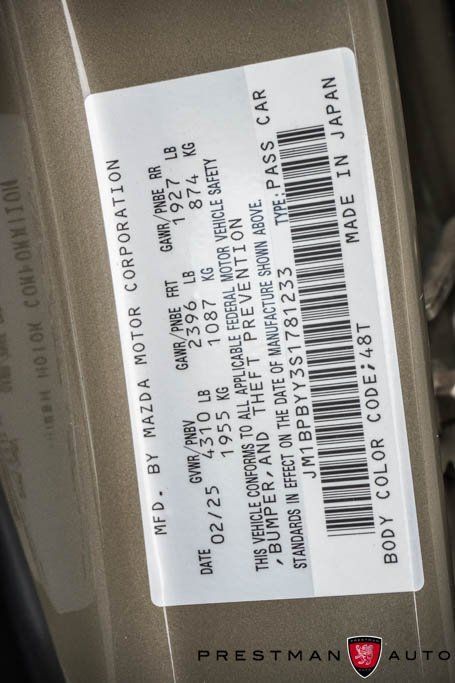 MFD. BY MAZDA MOTOR CORPORATION
GVWR/PNBV GAWR/PNBE FRT GAWR/PNBE RR
DATE 4310 LB 2396 LB 1927 LB
02/25 1955 KG 1087 KG 874 KG
THIS VEHICLE CONFORMS TO ALL APPLICABLE FEDERAL MOTOR VEHICLE SAFETY
,BUMPER,AND THEFT PREVENTION
STANDARDS IN EFFECT ON THE DATE OF MANUFACTURE SHOWN ABOVE.
JM1BPBYY3S1781233 TYPE;PASS CAR
BODY COLOR CODE;48T MADE IN JAPAN
PRESTMAN AUTO